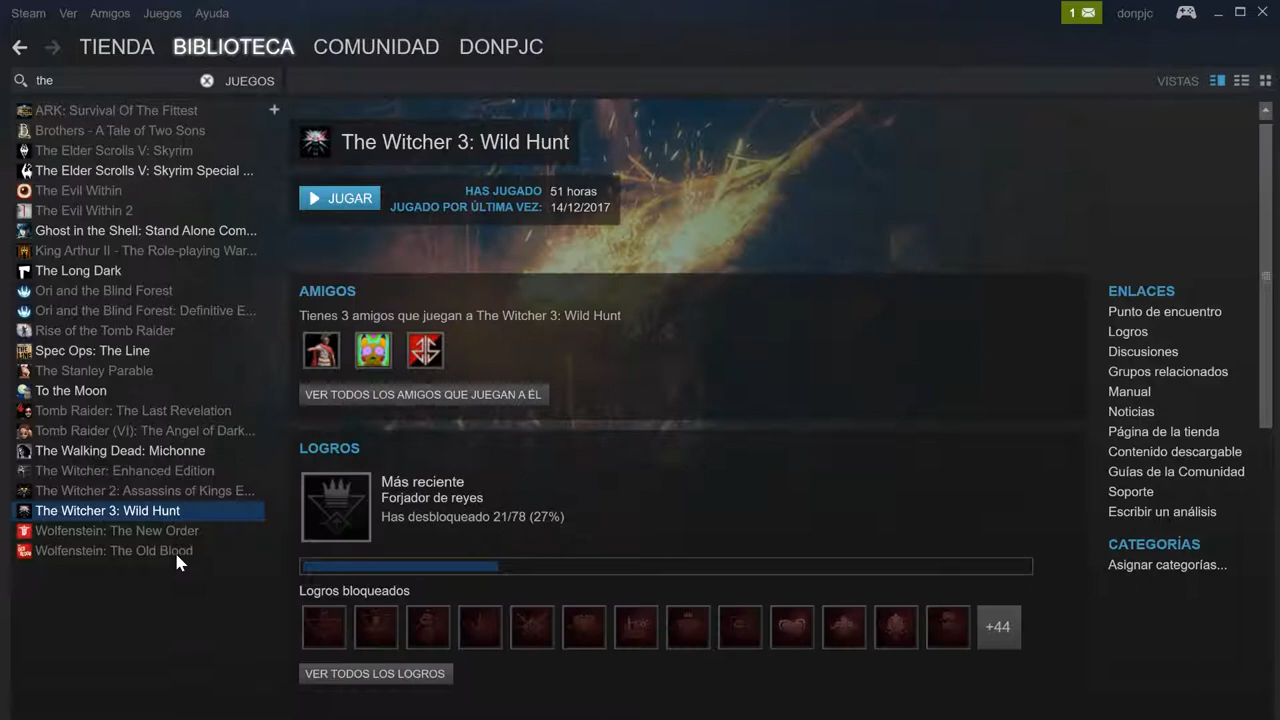 Steam Ver Amigos Juegos Ayuda 1 donpjc
TIENDA BIBLIOTECA COMUNIDAD DONPJC
the JUEGOS VISTAS
ARK: Survival Of The Fittest
Brothers - A Tale of Two Sons
The Elder Scrolls V: Skyrim
The Elder Scrolls V: Skyrim Special ...
The Evil Within
The Evil Within 2
Ghost in the Shell: Stand Alone Com...
King Arthur II - The Role-playing War...
The Long Dark
Ori and the Blind Forest
Ori and the Blind Forest: Definitive E...
Rise of the Tomb Raider
Spec Ops: The Line
The Stanley Parable
To the Moon
Tomb Raider: The Last Revelation
Tomb Raider (VI): The Angel of Dark...
The Walking Dead: Michonne
The Witcher: Enhanced Edition
The Witcher 2: Assassins of Kings E...
The Witcher 3: Wild Hunt
Wolfenstein: The New Order
Wolfenstein: The Old Blood
The Witcher 3: Wild Hunt
JUGAR
HAS JUGADO 51 horas
JUGADO POR ÚLTIMA VEZ: 14/12/2017
AMIGOS
Tienes 3 amigos que juegan a The Witcher 3: Wild Hunt
VER TODOS LOS AMIGOS QUE JUEGAN A ÉL
LOGROS
Más reciente
Forjador de reyes
Has desbloqueado 21/78 (27%)
Logros bloqueados
+44
VER TODOS LOS LOGROS
ENLACES
Punto de encuentro
Logros
Discusiones
Grupos relacionados
Manual
Noticias
Página de la tienda
Contenido descargable
Guías de la Comunidad
Soporte
Escribir un análisis
CATEGORÍAS
Asignar categorías...